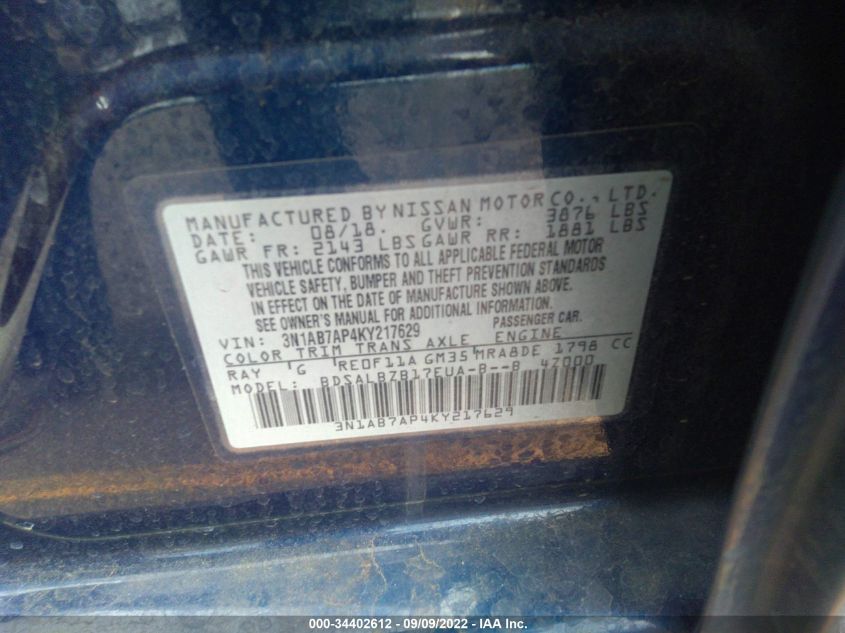 MANUFACTURED BY NISSAN MOTOR CO., LTD.
DATE: 08/18. GVWR: 3876 LBS
GAWR FR: 2143 LBS GAWR RR: 1881 LBS
THIS VEHICLE CONFORMS TO ALL APPLICABLE FEDERAL MOTOR
VEHICLE SAFETY, BUMPER AND THEFT PREVENTION STANDARDS
IN EFFECT ON THE DATE OF MANUFACTURE SHOWN ABOVE.
SEE OWNER'S MANUAL FOR ADDITIONAL INFORMATION.
VIN: 3N1AB7AP4KY217629 PASSENGER CAR.
COLOR TRIM TRANS AXLE ENGINE
RAY G RE0F11A GM35 MRA8DE 1798 CC
MODEL: BDSALBZB17EUA-B--B 4Z000
3N1AB7AP4KY217629
000-34402612 - 09/09/2022 - IAA Inc.